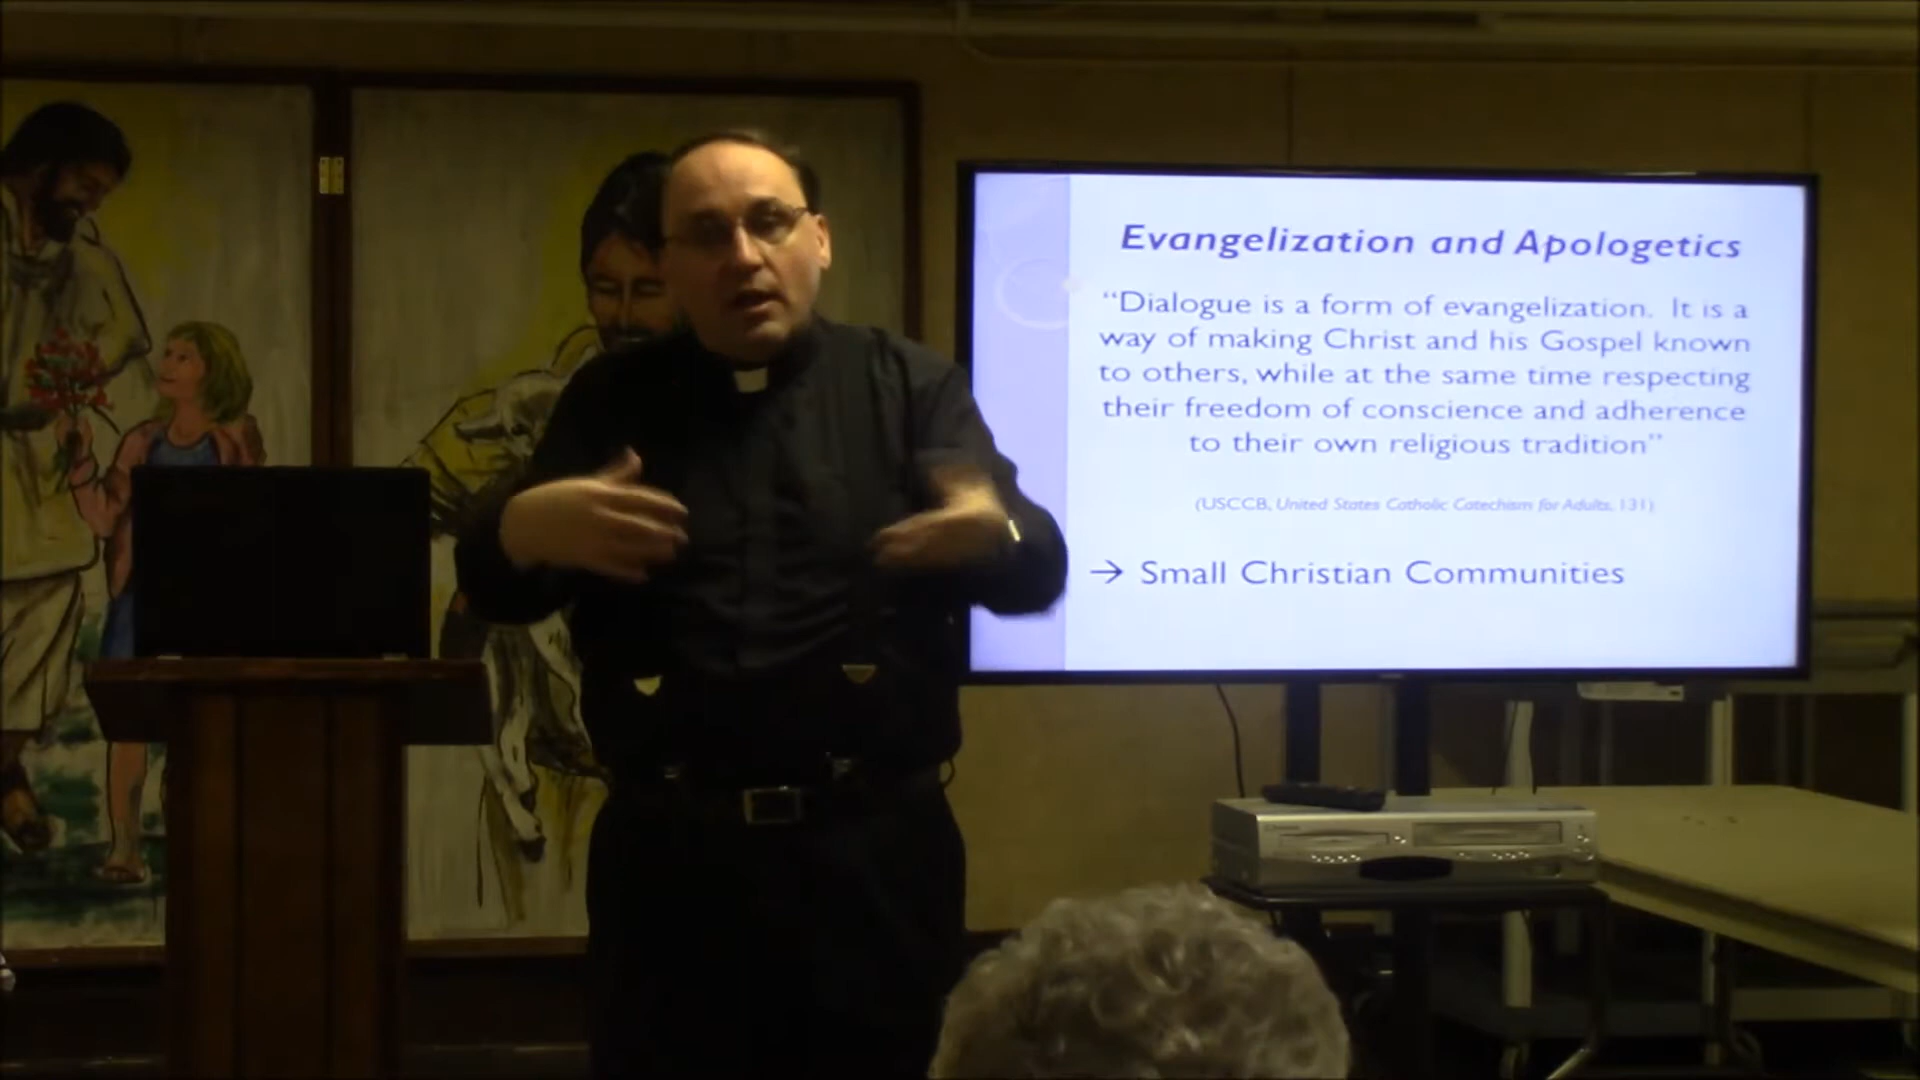 Evangelization and Apologetics
“Dialogue is a form of evangelization. It is a
way of making Christ and his Gospel known
to others, while at the same time respecting
their freedom of conscience and adherence
to their own religious tradition”
(USCCB, United States Catholic Catechism for Adults, 131)
→ Small Christian Communities